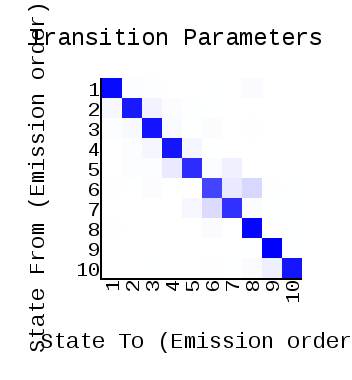 Transition Parameters
State From (Emission order)
1
2
3
4
5
6
7
8
9
10
1 2 3 4 5 6 7 8 9 10
State To (Emission order